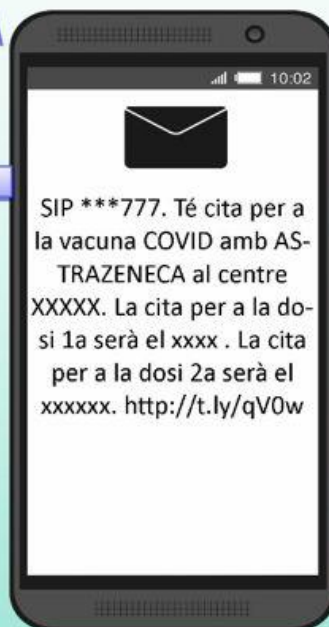 10:02
SIP ***777. Té cita per a
la vacuna COVID amb AS-
TRAZENECA al centre
XXXXX. La cita per a la do-
si 1a serà el xxxx . La cita
per a la dosi 2a serà el
xxxxxx. http://t.ly/qV0w